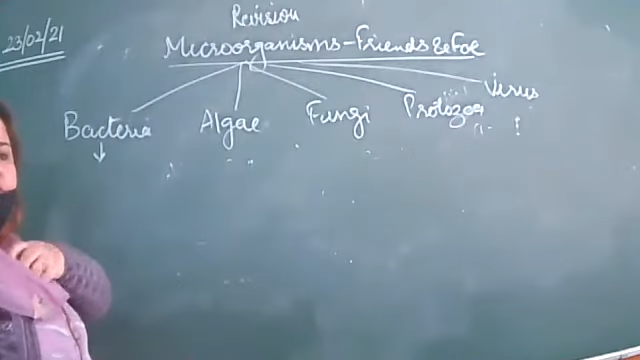 Revision
23/02/21
Microorganisms-Friends & Foe
Bacteria Algae Fungi Protozoa Virus